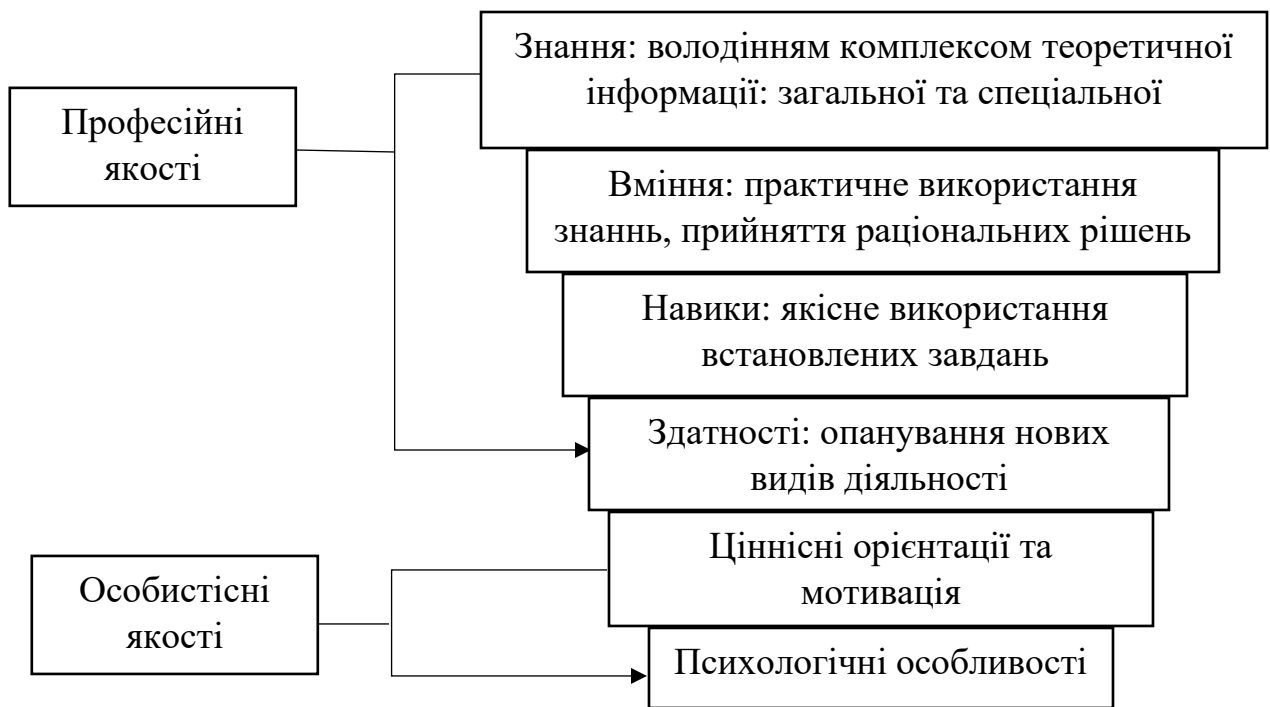 Знання: володінням комплексом теоретичної
інформації: загальної та спеціальної
Професійні
якості
Вміння: практичне використання
знаннь, прийняття раціональних рішень
Навики: якісне використання
встановлених завдань
Здатності: опанування нових
видів діяльності
Ціннісні орієнтації та
мотивація
Особистісні
якості
Психологічні особливості